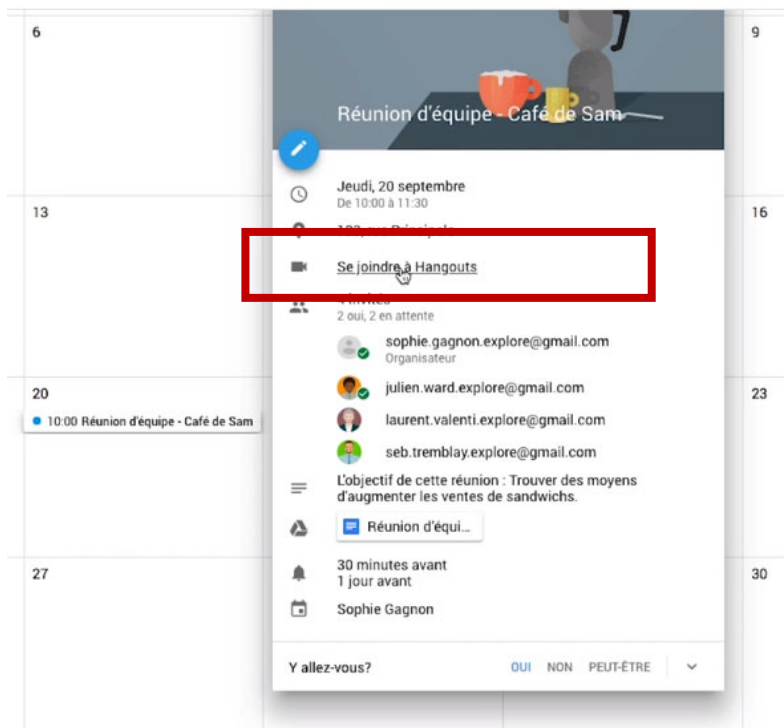 6
9
Réunion d'équipe - Café de Sam
Jeudi, 20 septembre
De 10:00 à 11:30
13
16
Se joindre à Hangouts
4 invités
2 oui, 2 en attente
sophie.gagnon.explore@gmail.com
Organisateur
20
23
julien.ward.explore@gmail.com
10:00 Réunion d'équipe - Café de Sam
laurent.valenti.explore@gmail.com
seb.tremblay.explore@gmail.com
L'objectif de cette réunion : Trouver des moyens
d'augmenter les ventes de sandwichs.
Réunion d'équi...
27
30
30 minutes avant
1 jour avant
Sophie Gagnon
Y allez-vous? OUI NON PEUT-ÊTRE